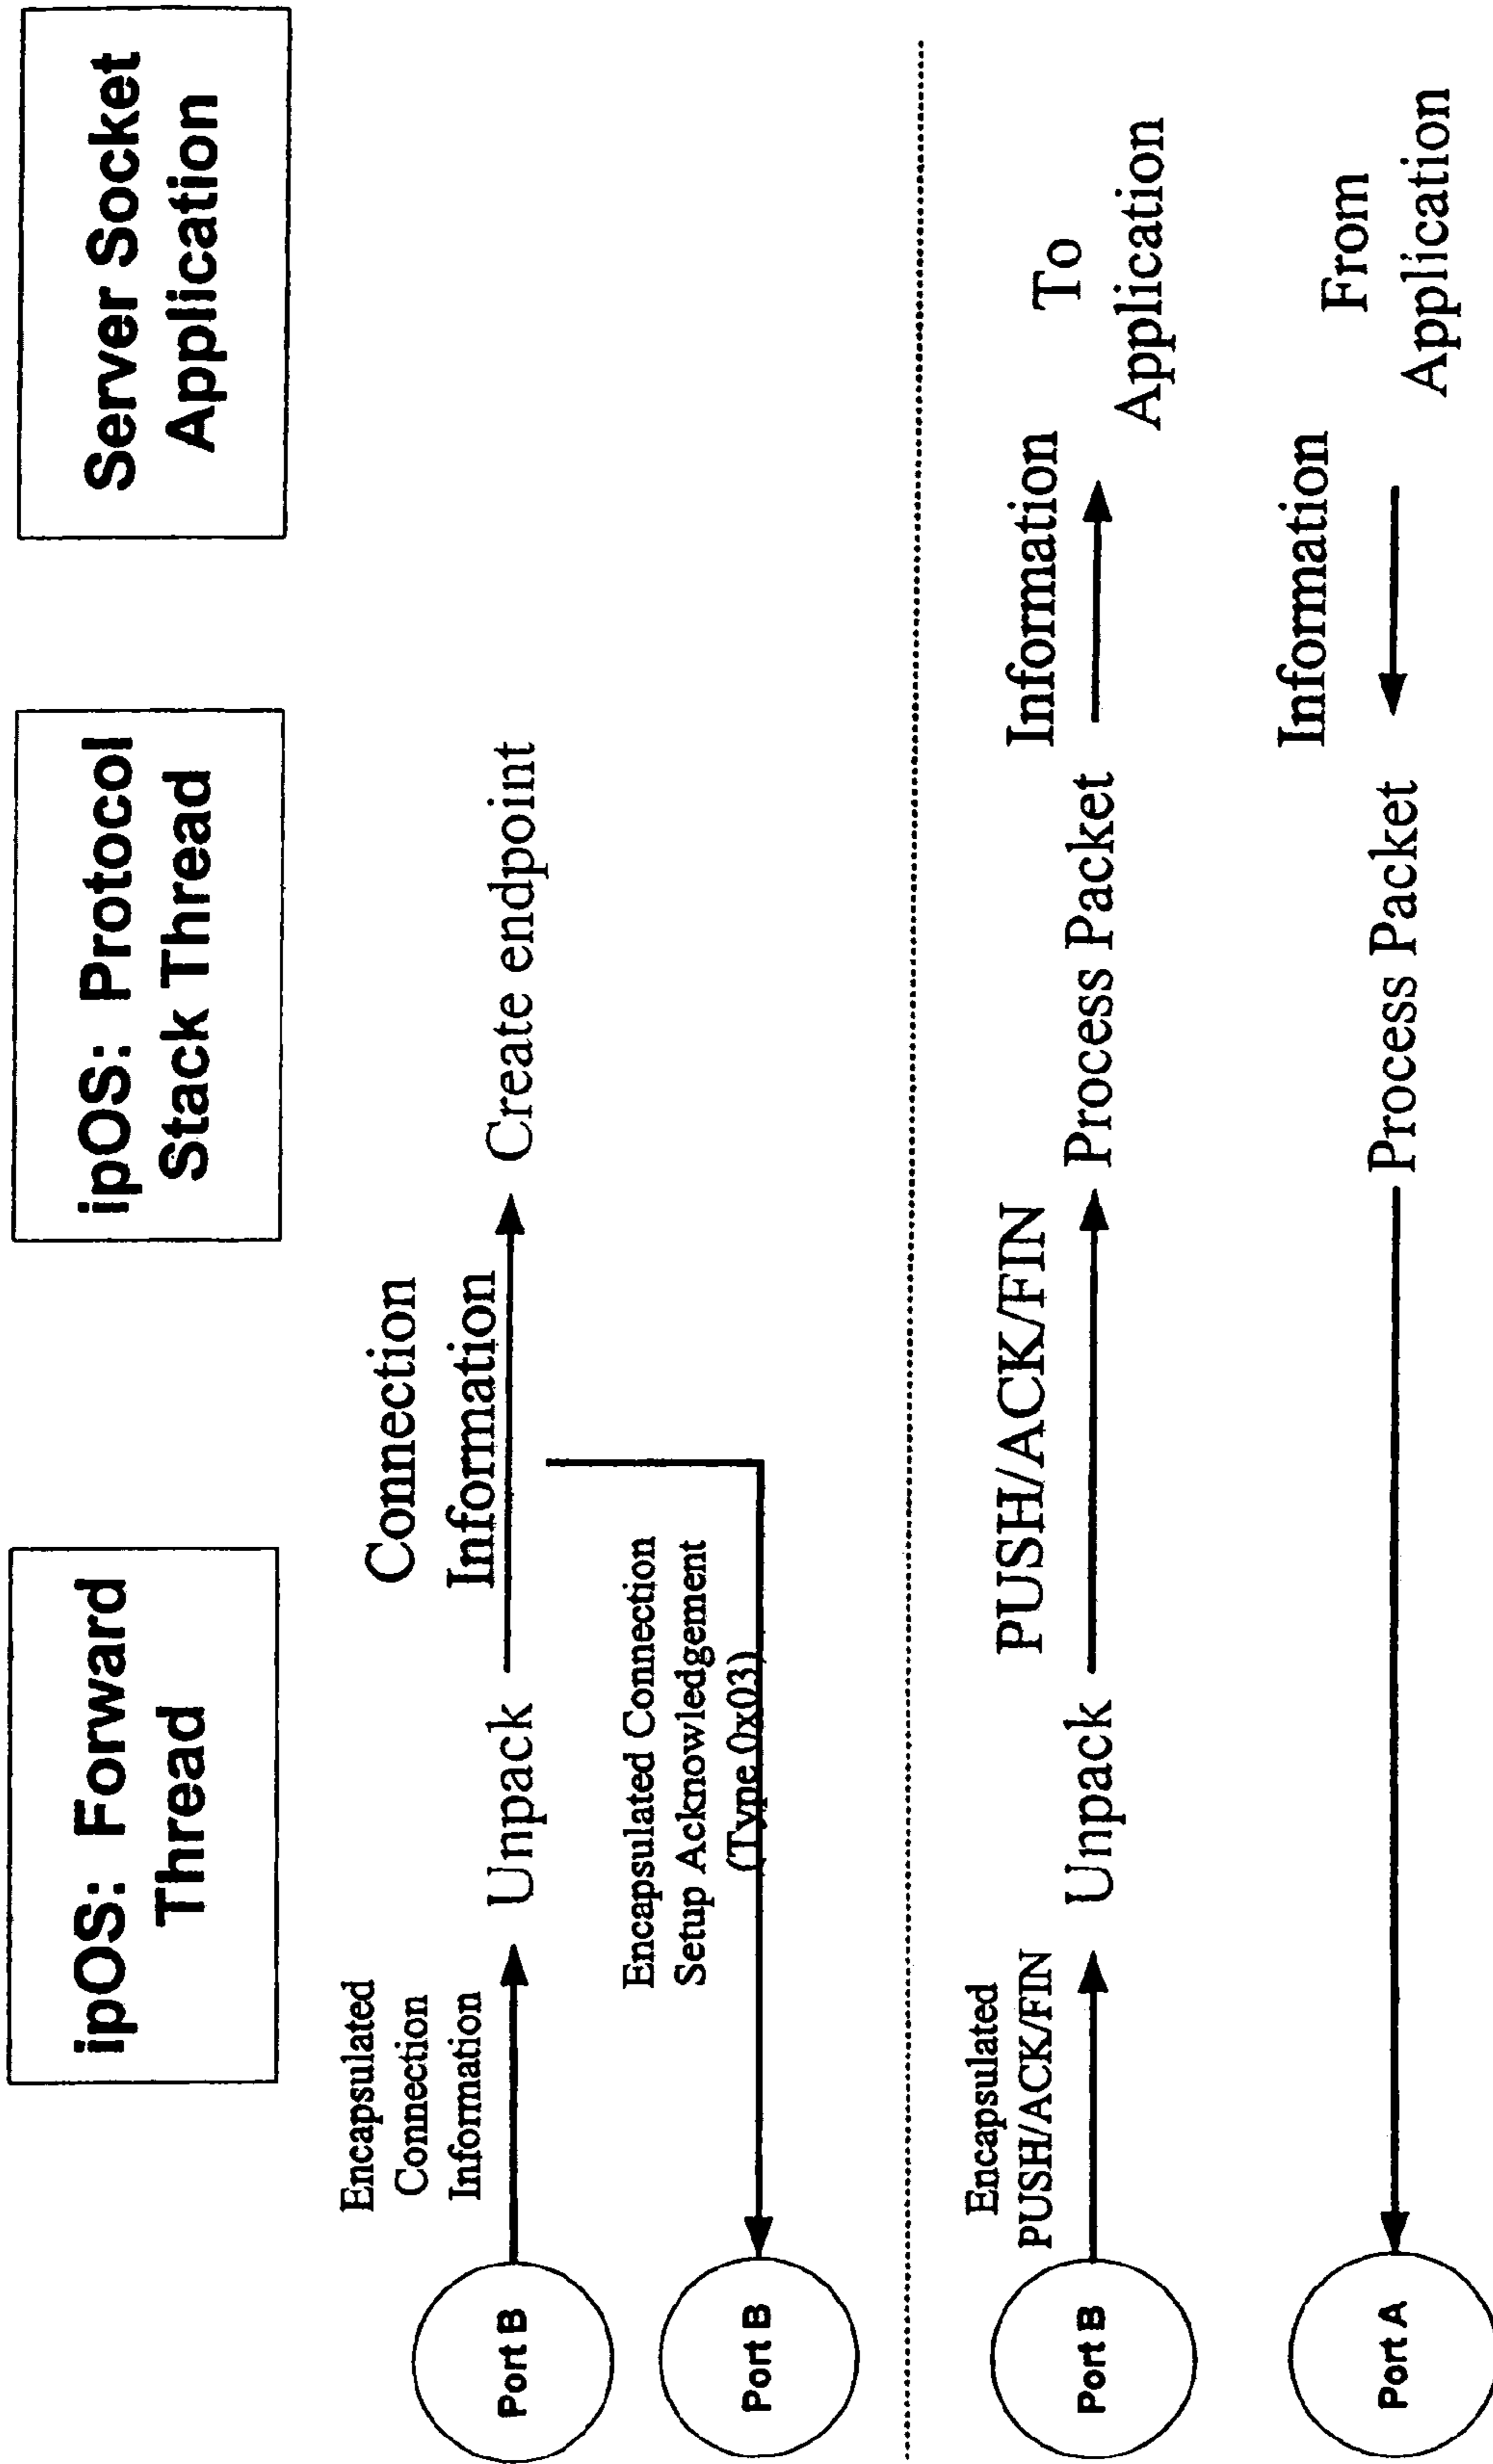 ipOS: Forward
Thread
ipOS: Protocol
Stack Thread
Server Socket
Application
Encapsulated
Connection
Information
Port B
Unpack
Connection
Information
Create endpoint
Encapsulated Connection
Setup Acknowledgement
(Type 0x03)
Port B
Encapsulated
PUSH/ACK/FIN
Port B
Unpack
PUSH/ACK/FIN
Process Packet
Information
To
Application
Port A
Process Packet
Information
From
Application